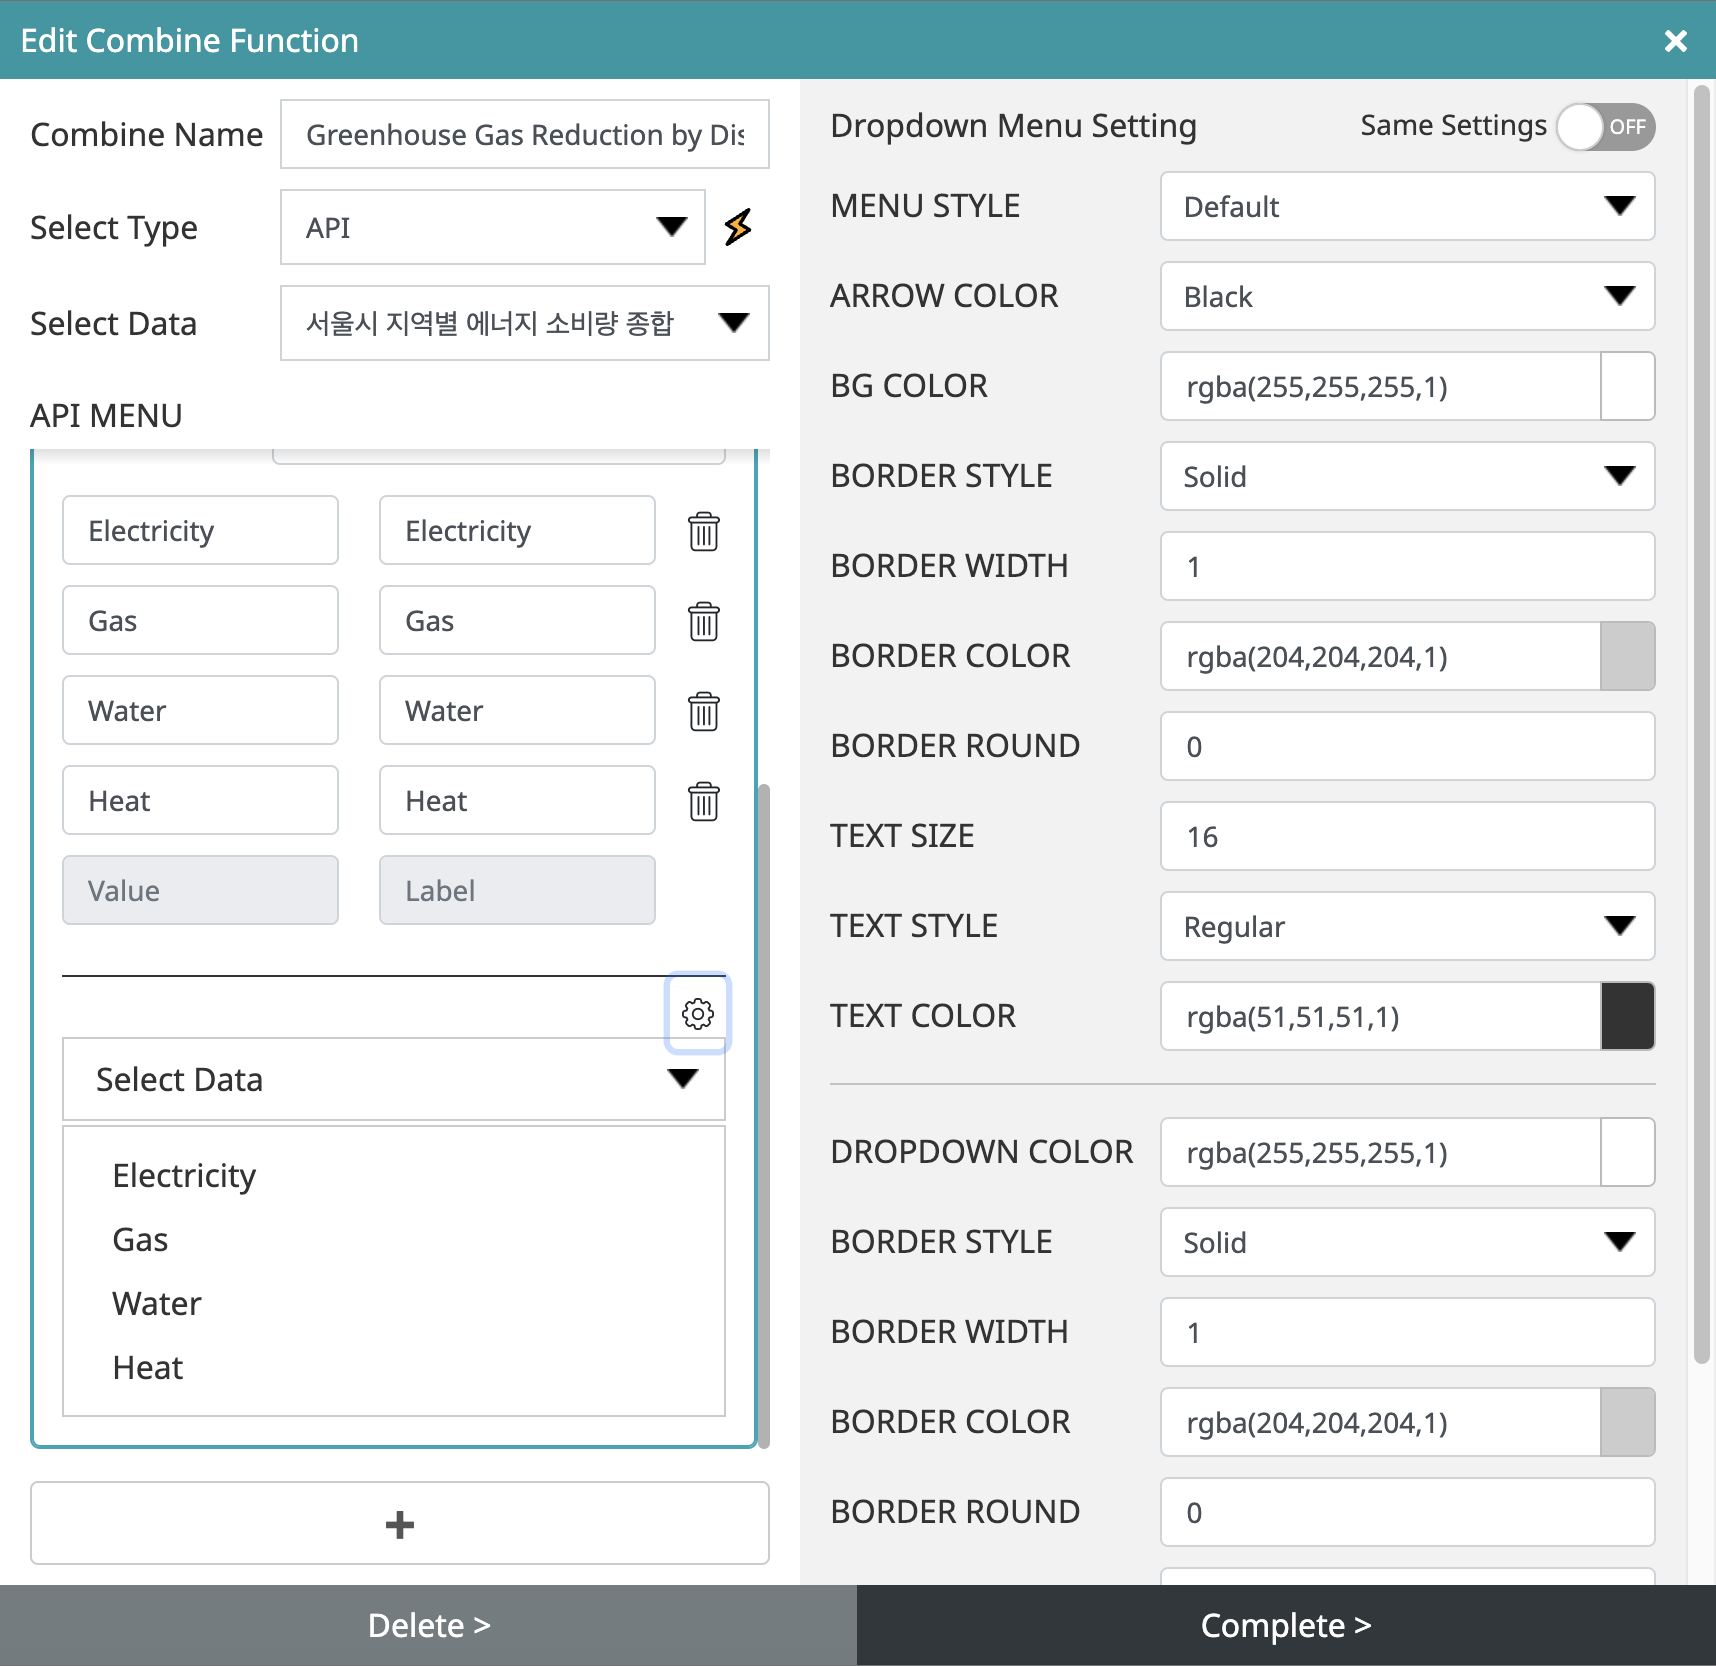 Edit Combine Function
Combine Name
Greenhouse Gas Reduction by Dis
Select Type
API
Select Data
서울시 지역별 에너지 소비량 종합
API MENU
Electricity Electricity
Gas Gas
Water Water
Heat Heat
Value Label
Select Data
Electricity
Gas
Water
Heat
+
Dropdown Menu Setting
Same Settings OFF
MENU STYLE Default
ARROW COLOR Black
BG COLOR rgba(255,255,255,1)
BORDER STYLE Solid
BORDER WIDTH 1
BORDER COLOR rgba(204,204,204,1)
BORDER ROUND 0
TEXT SIZE 16
TEXT STYLE Regular
TEXT COLOR rgba(51,51,51,1)
DROPDOWN COLOR rgba(255,255,255,1)
BORDER STYLE Solid
BORDER WIDTH 1
BORDER COLOR rgba(204,204,204,1)
BORDER ROUND 0
Delete >
Complete >